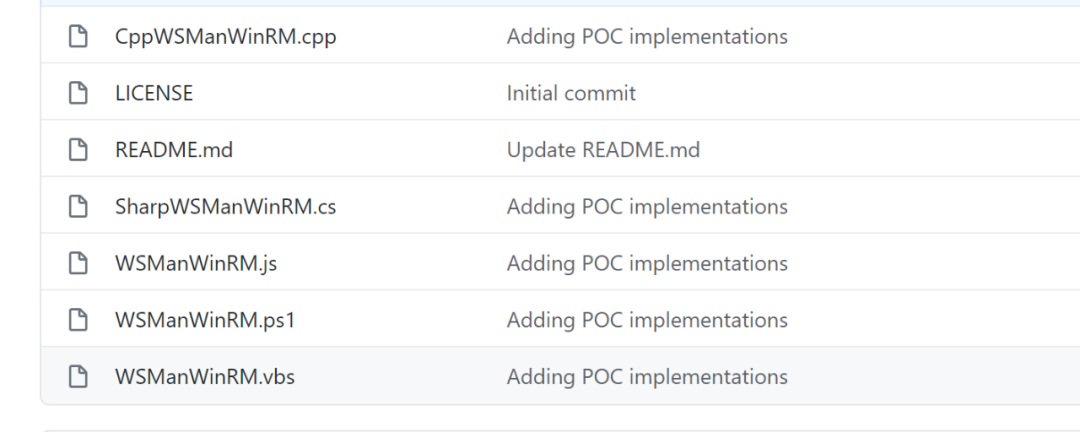 CppWSManWinRM.cpp Adding POC implementations
LICENSE Initial commit
README.md Update README.md
SharpWSManWinRM.cs Adding POC implementations
WSManWinRM.js Adding POC implementations
WSManWinRM.ps1 Adding POC implementations
WSManWinRM.vbs Adding POC implementations